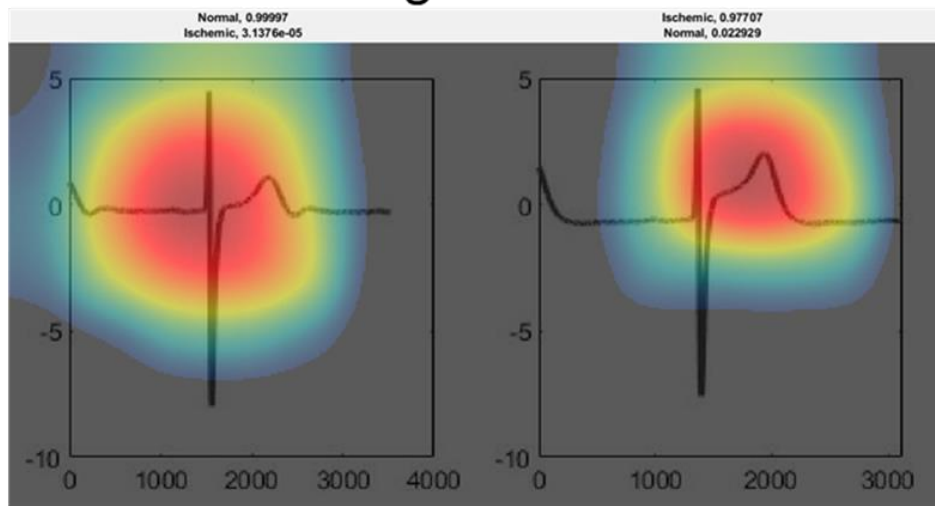 g
Normal, 0.99997
Ischemic, 3.1376e-05
5
0
-5
-10
0 1000 2000 3000 4000
Ischemic, 0.97707
Normal, 0.022929
5
0
-5
-10
0 1000 2000 3000